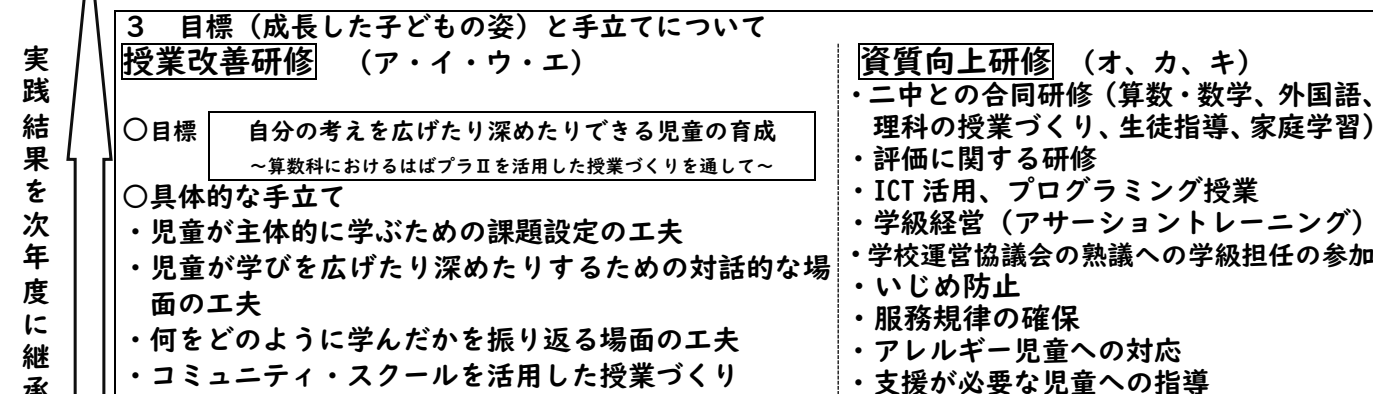 実践結果を次年度に継承
３　目標（成長した子どもの姿）と手立てについて
授業改善研修　（ア・イ・ウ・エ）
〇目標　自分の考えを広げたり深めたりできる児童の育成
～算数科におけるはばプラⅡを活用した授業づくりを通して～
〇具体的な手立て
・児童が主体的に学ぶための課題設定の工夫
・児童が学びを広げたり深めたりするための対話的な場
面の工夫
・何をどのように学んだかを振り返る場面の工夫
・コミュニティ・スクールを活用した授業づくり
資質向上研修　（オ、カ、キ）
・二中との合同研修（算数・数学、外国語、
理科の授業づくり、生徒指導、家庭学習）
・評価に関する研修
・ICT活用、プログラミング授業
・学級経営（アサーショントレーニング）
・学校運営協議会の熟議への学級担任の参加
・いじめ防止
・服務規律の確保
・アレルギー児童への対応
・支援が必要な児童への指導